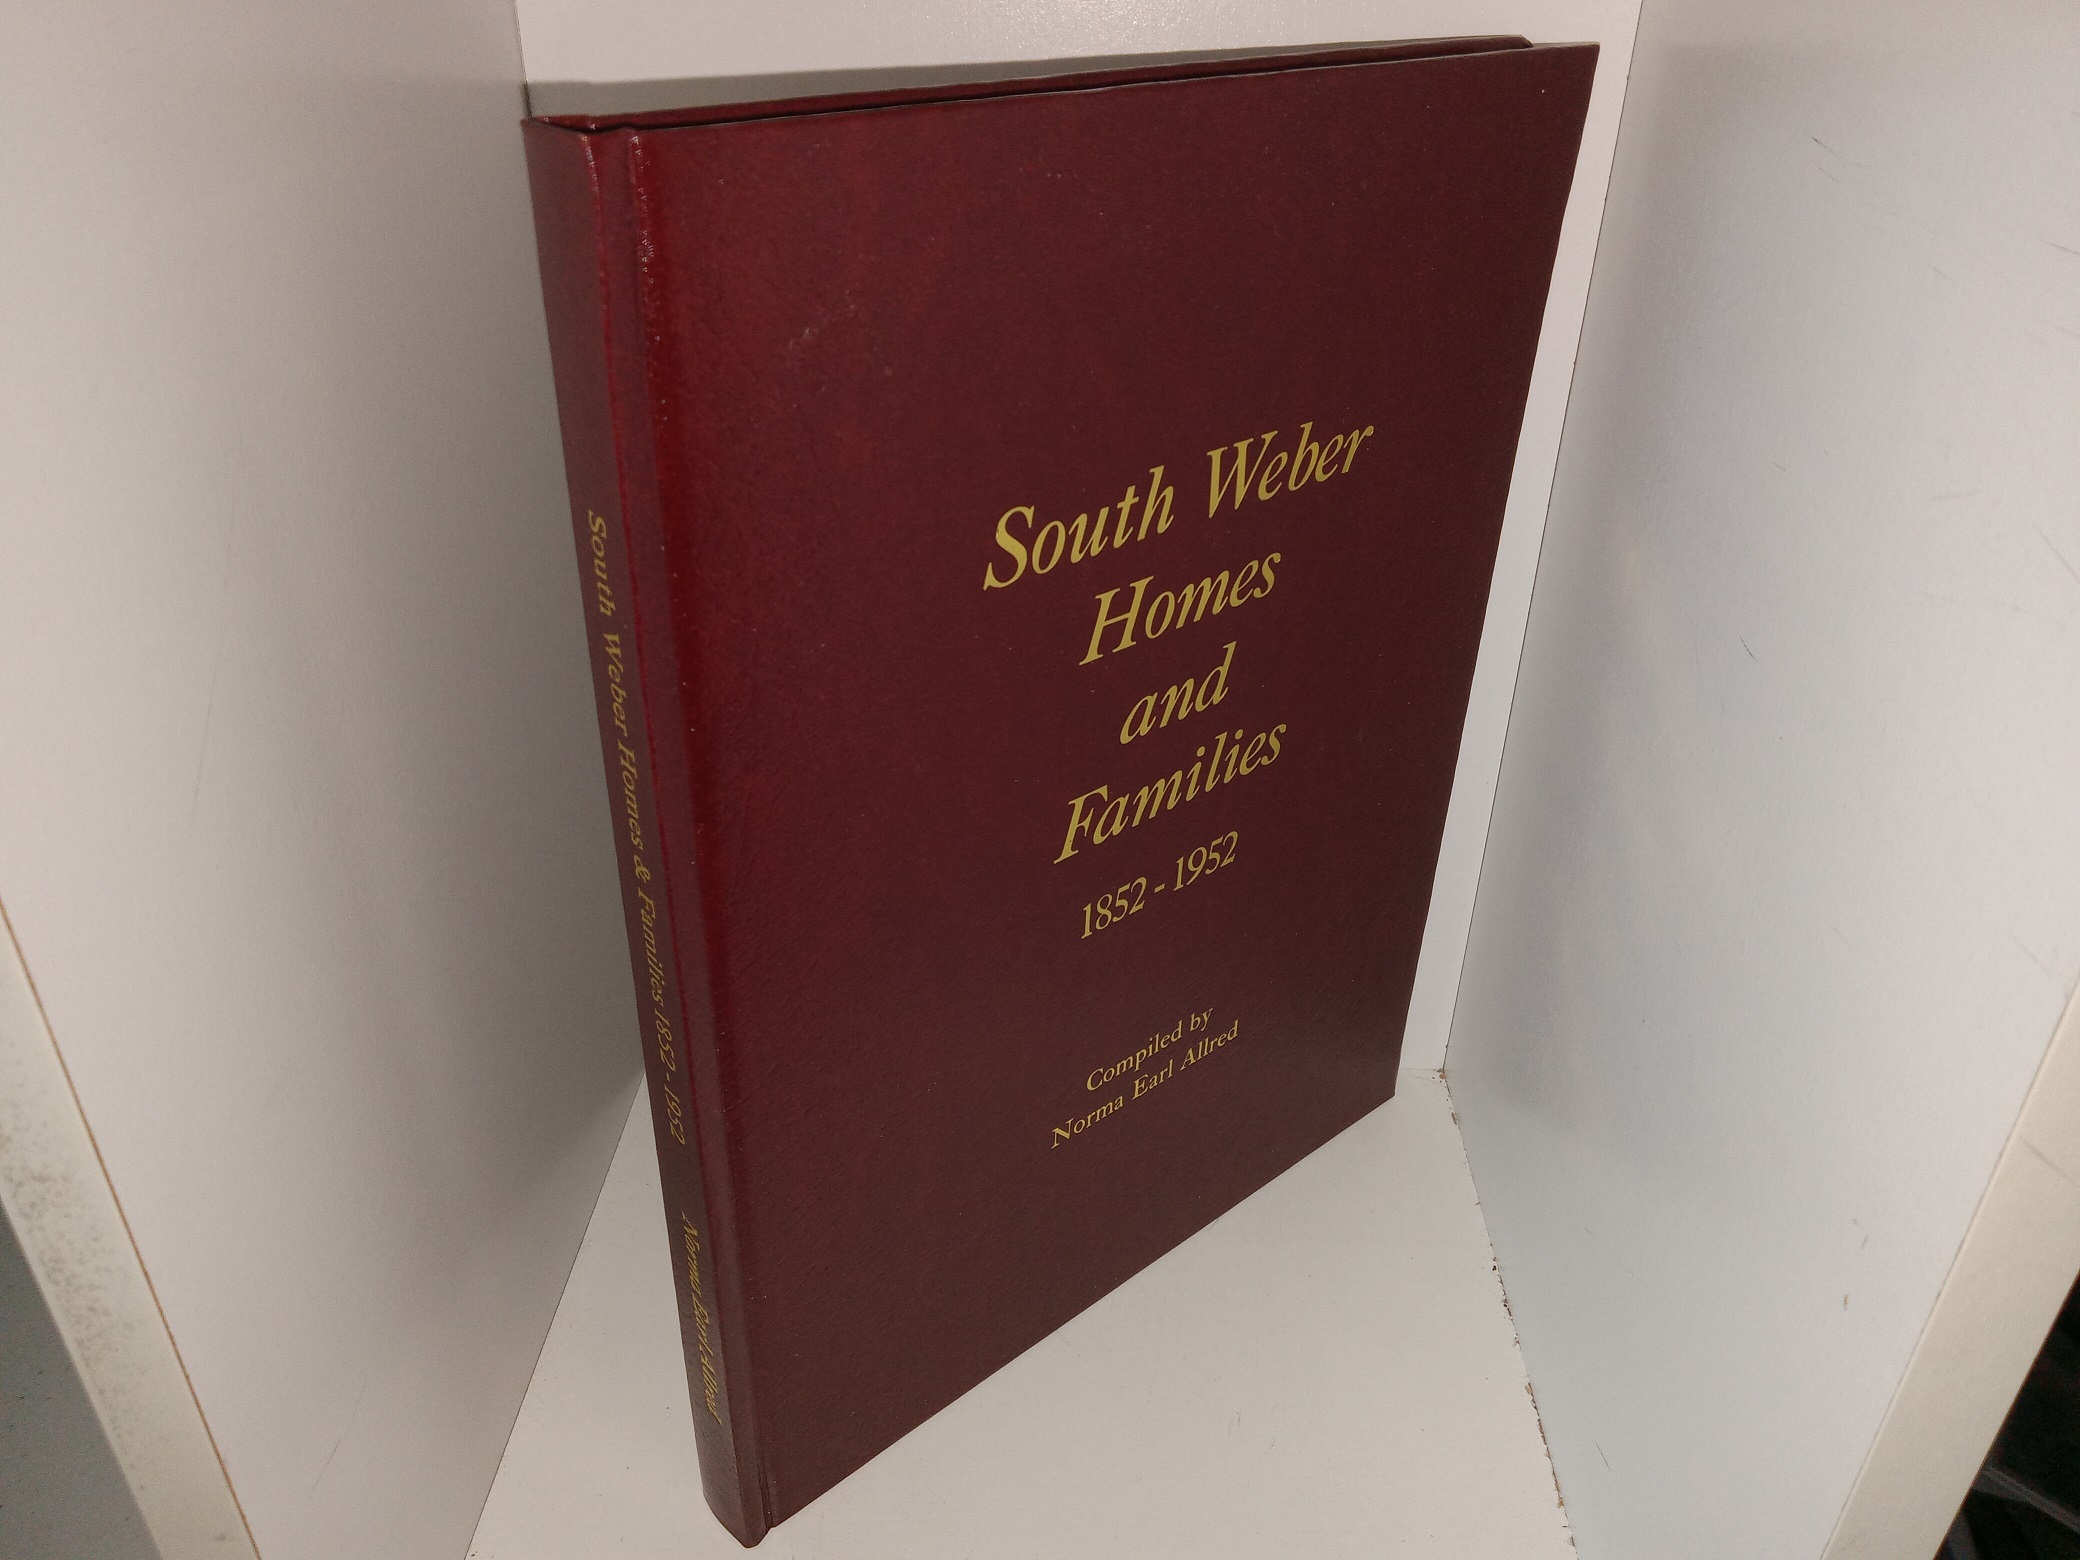 South Weber
Homes
and
Families
1852 - 1952
Compiled by
Norma Earl Allred
South Weber Homes & Families 1852 - 1952 Norma Earl Allred